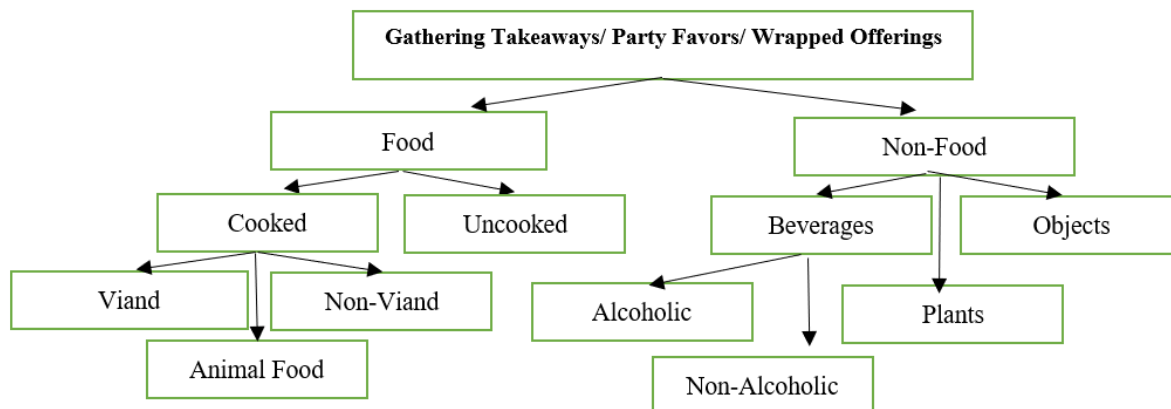 Gathering Takeaways/ Party Favors/ Wrapped Offerings
Food
Non-Food
Cooked
Uncooked
Beverages
Objects
Viand
Non-Viand
Alcoholic
Plants
Animal Food
Non-Alcoholic